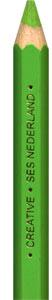 • CREATIVE • SES NEDERLAND •